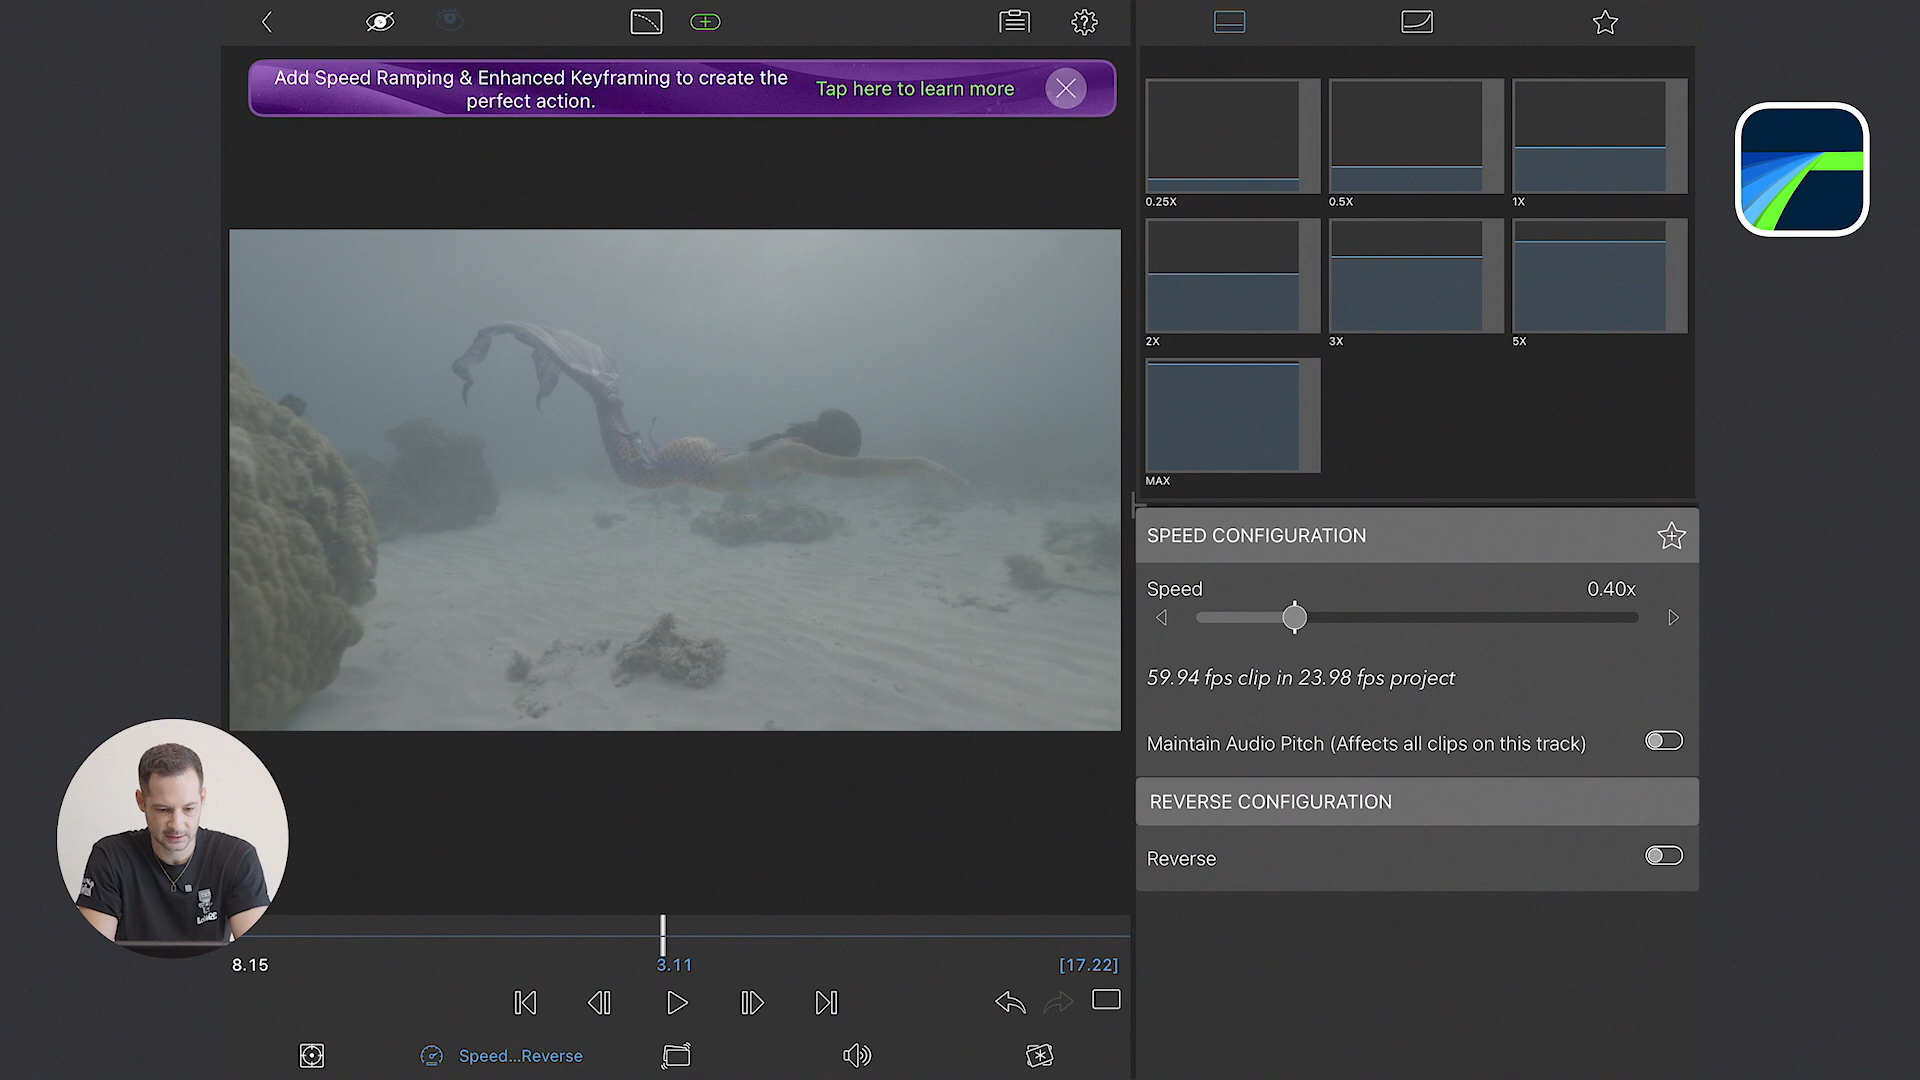 Add Speed Ramping & Enhanced Keyframing to create the
perfect action.
Tap here to learn more
0.25X
0.5X
1X
2X
3X
5X
MAX
SPEED CONFIGURATION
Speed
0.40x
59.94 fps clip in 23.98 fps project
Maintain Audio Pitch (Affects all clips on this track)
REVERSE CONFIGURATION
Reverse
8.15
3.11
[17.22]
Speed...Reverse